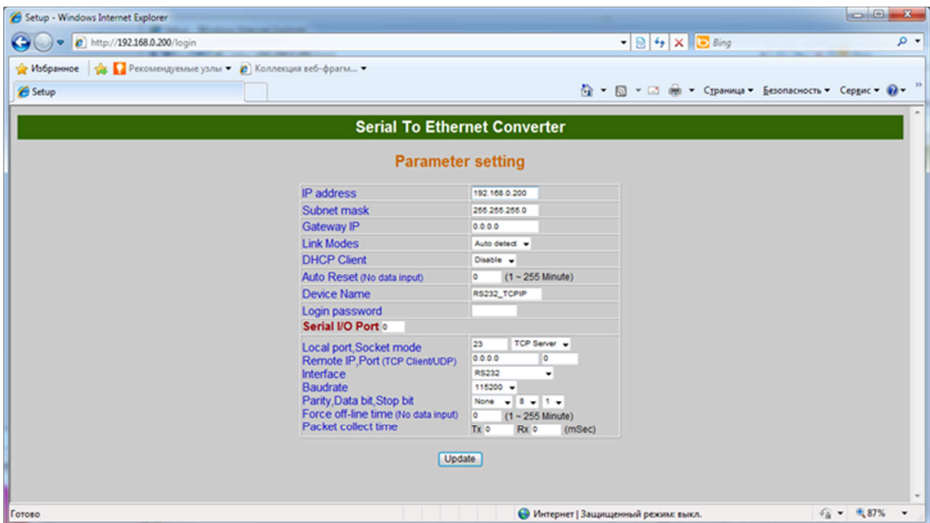 Setup - Windows Internet Explorer
http://192.168.0.200/login
Bing
Избранное Рекомендуемые узлы Коллекция веб-фрагм...
Setup
Страница Безопасность Сервис
Serial To Ethernet Converter
Parameter setting
IP address 192.168.0.200
Subnet mask 255.255.255.0
Gateway IP 0.0.0.0
Link Modes Auto detect
DHCP Client Disable
Auto Reset (No data input) 0 (1 ~ 255 Minute)
Device Name RS232_TCPIP
Login password
Serial I/O Port 0
Local port,Socket mode 23 TCP Server
Remote IP,Port (TCP Client/UDP) 0.0.0.0 0
Interface RS232
Baudrate 115200
Parity,Data bit,Stop bit None 8 1
Force off-line time (No data input) 0 (1 ~ 255 Minute)
Packet collect time Tx 0 Rx 0 (mSec)
Update
Готово Интернет | Защищенный режим: выкл. 87%